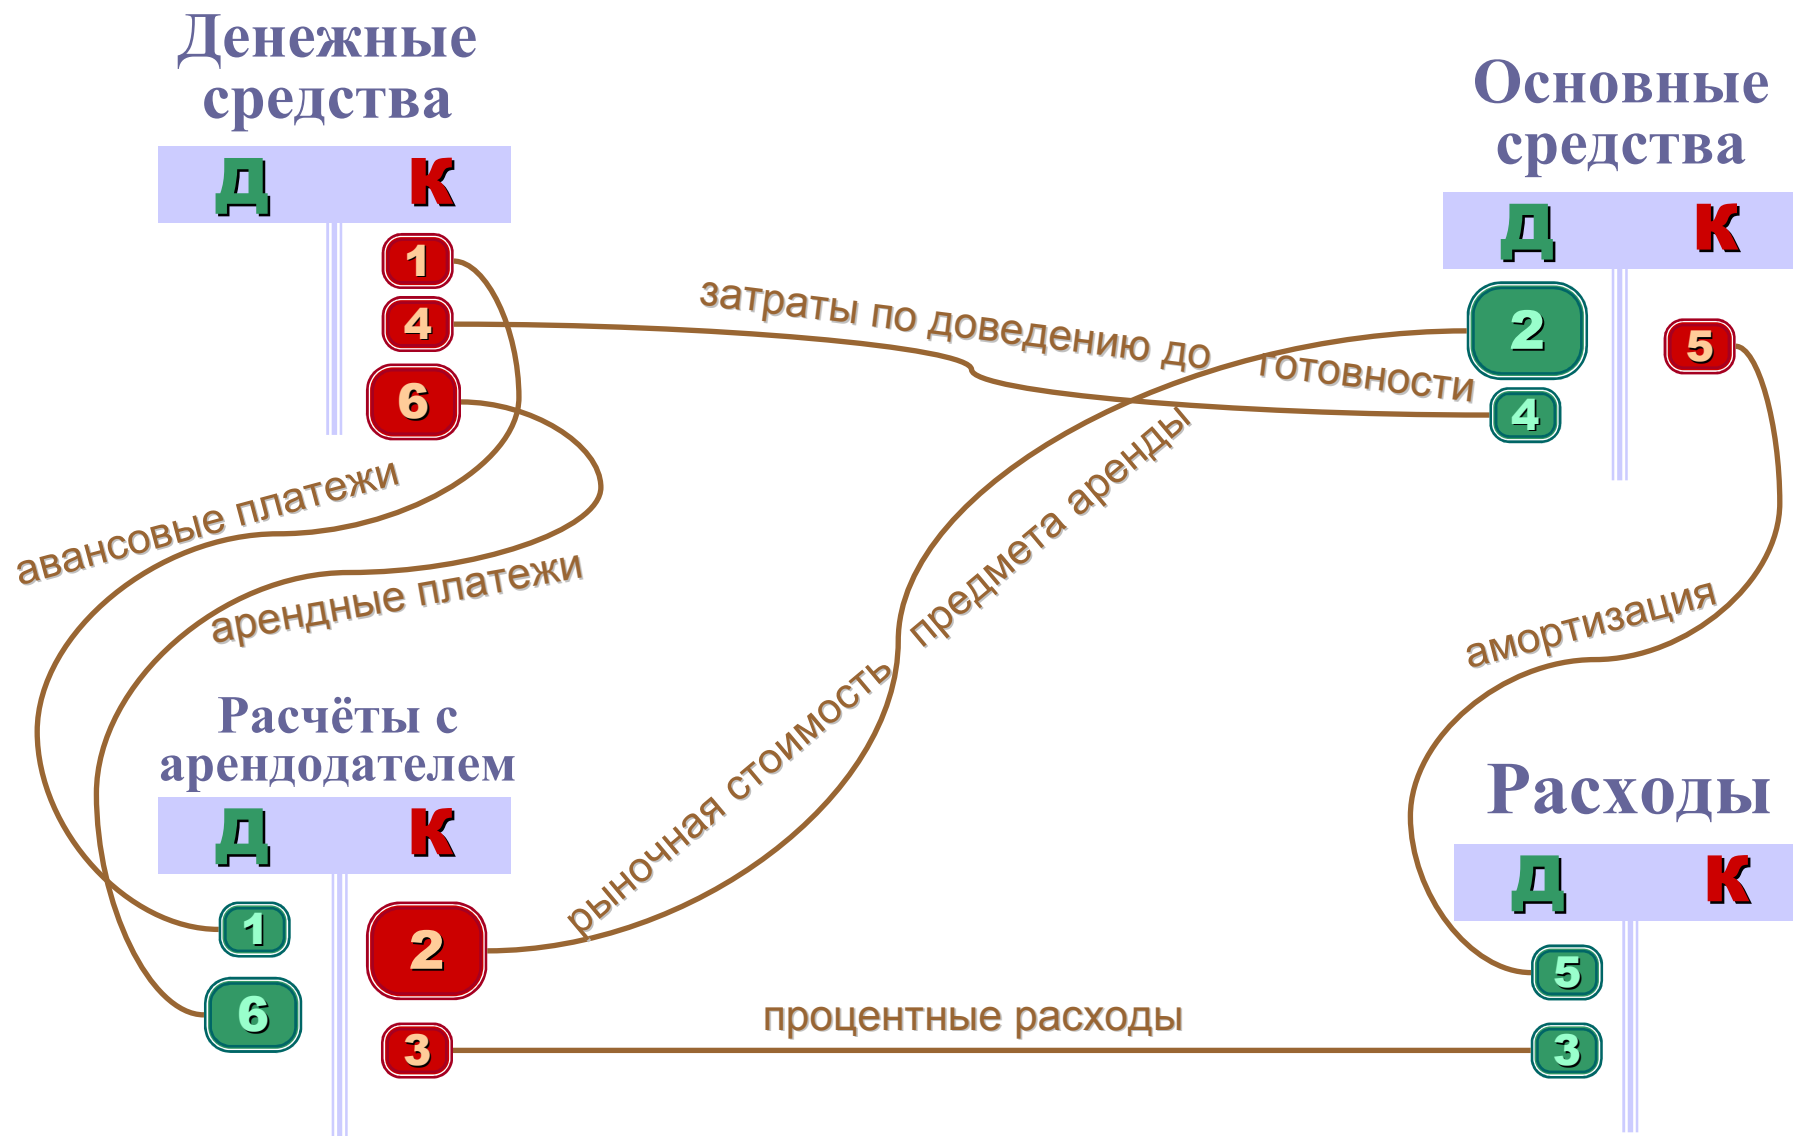 Денежные
средства
Д К
1
4
6
Основные
средства
Д К
2
5
4
затраты по доведению до готовности
авансовые платежи
арендные платежи
рыночная стоимость предмета аренды
амортизация
Расчёты с
арендодателем
Д К
1
2
6
3
процентные расходы
Расходы
Д К
5
3